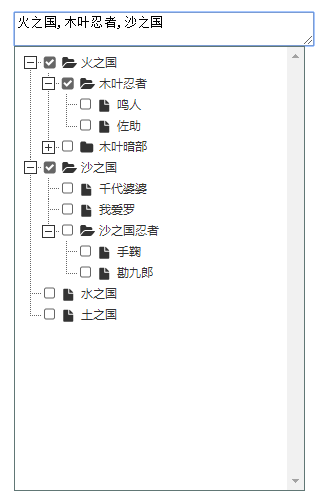 火之国,木叶忍者,沙之国
火之国
木叶忍者
鸣人
佐助
木叶暗部
沙之国
千代婆婆
我爱罗
沙之国忍者
手鞠
勘九郎
水之国
土之国